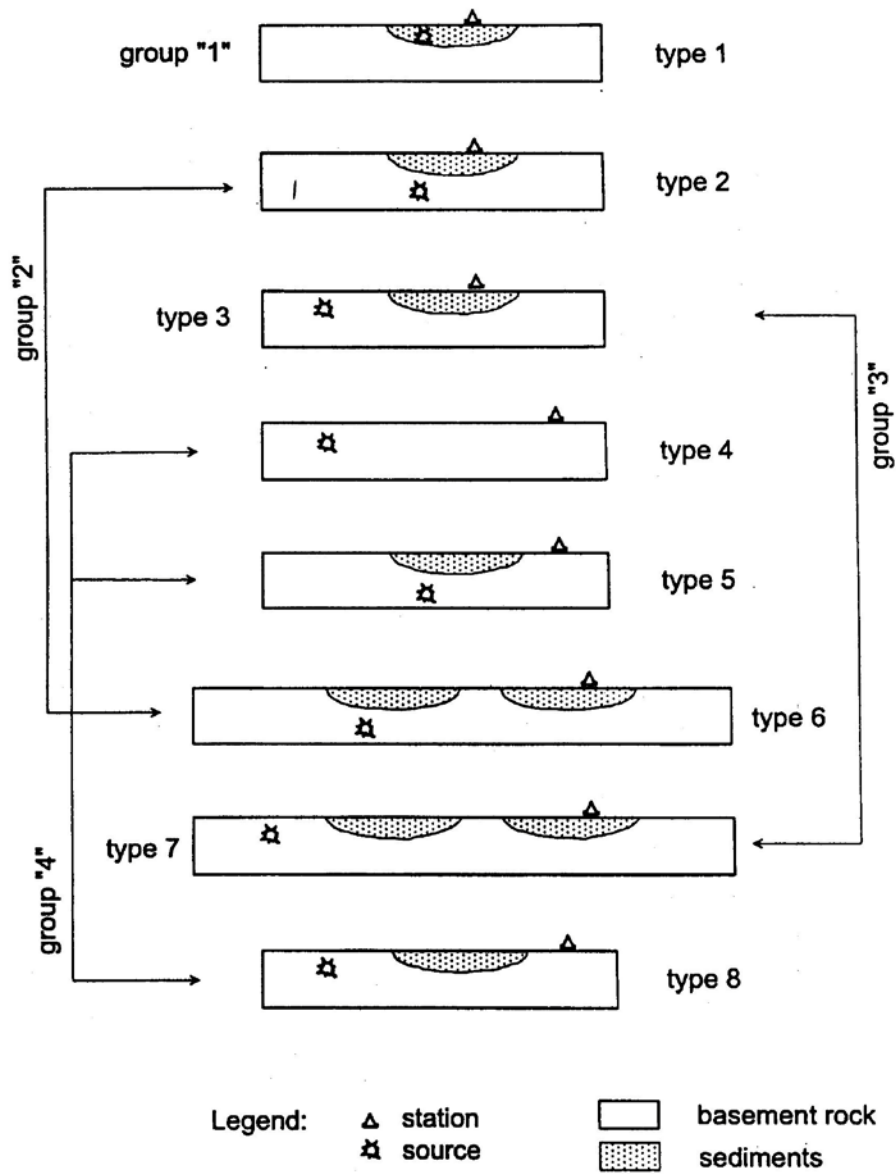 group "1"
type 1
type 2
group "2"
type 3
group "3"
type 4
type 5
type 6
type 7
group "4"
type 8
Legend:
station
basement rock
source
sediments